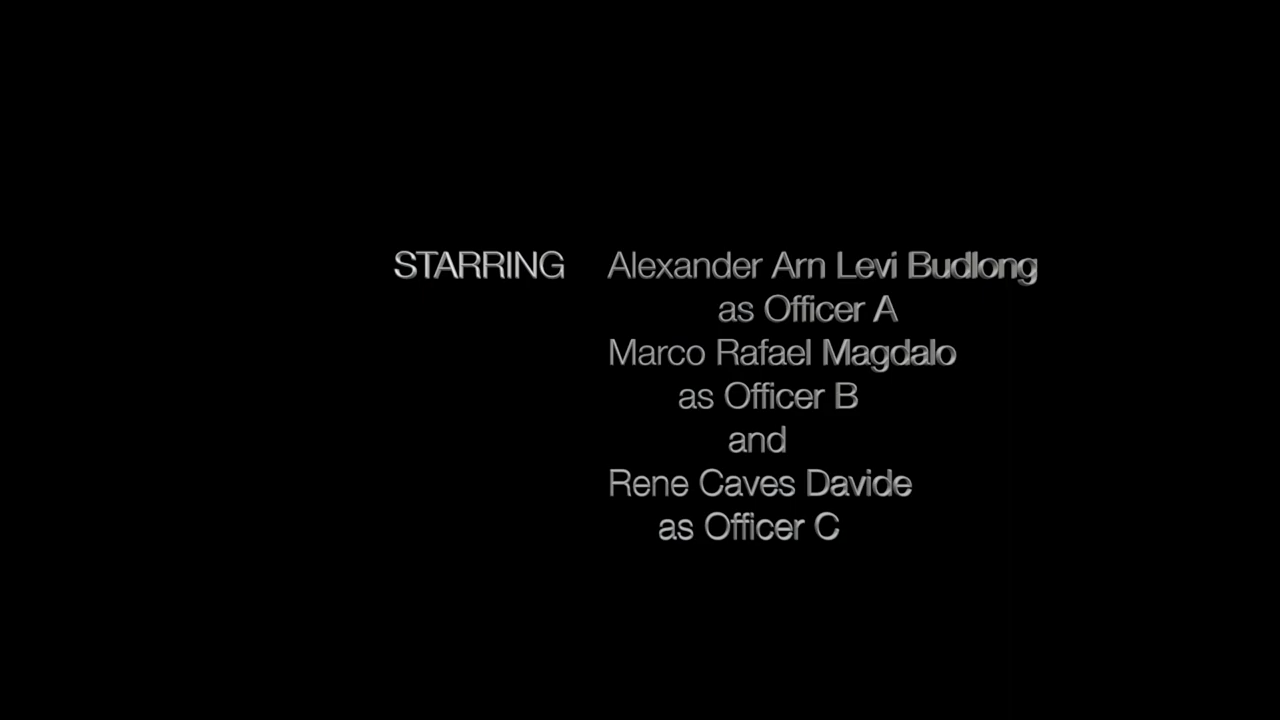 STARRING Alexander Arn Levi Budlong
as Officer A
Marco Rafael Magdalo
as Officer B
and
Rene Caves Davide
as Officer C